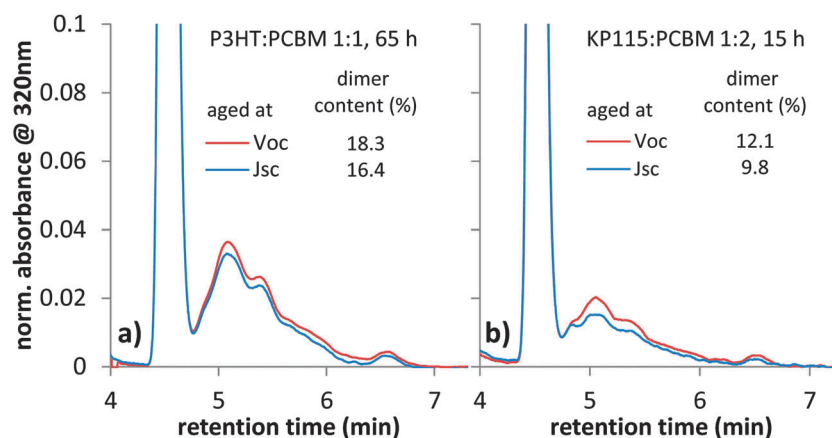 norm. absorbance @ 320nm
0.1
0.08
0.06
0.04
0.02
0
P3HT:PCBM 1:1, 65 h
aged at
dimer
content (%)
Voc 18.3
Jsc 16.4
a)
4 5 6 7
retention time (min)
KP115:PCBM 1:2, 15 h
aged at
dimer
content (%)
Voc 12.1
Jsc 9.8
b)
4 5 6 7
retention time (min)